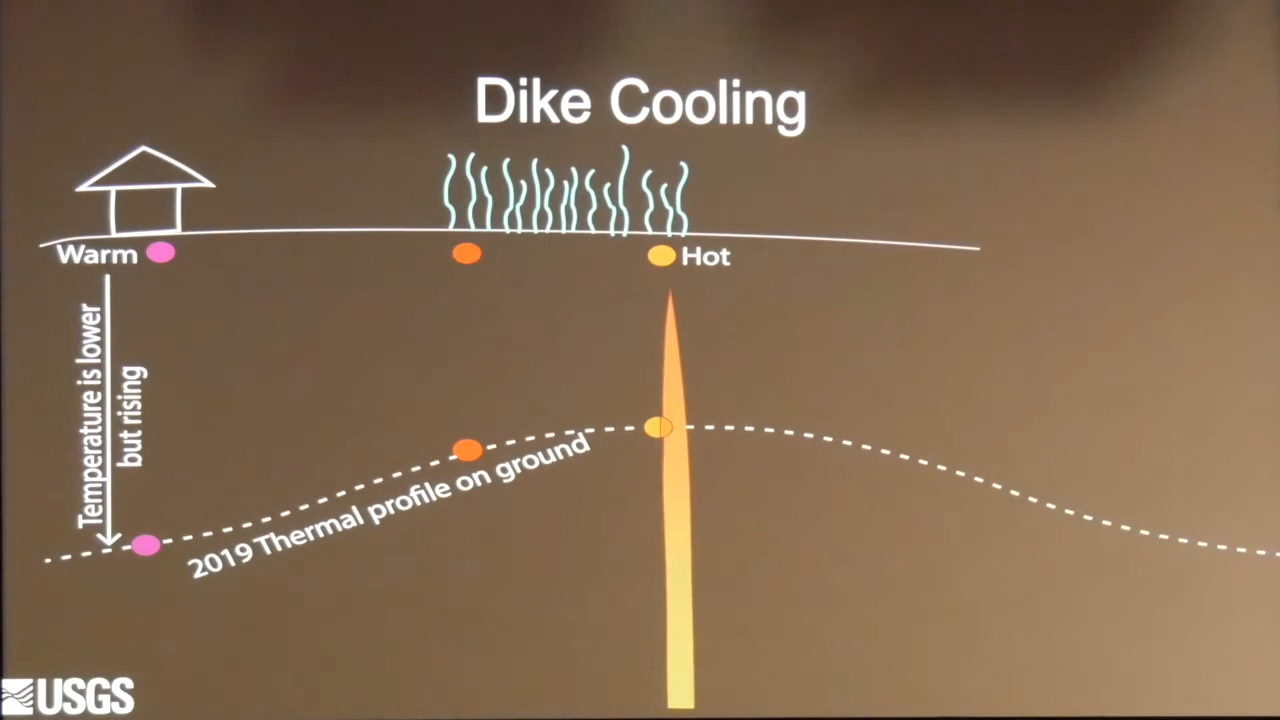 Dike Cooling
Warm
Hot
Temperature is lower
but rising
2019 Thermal profile on ground
USGS